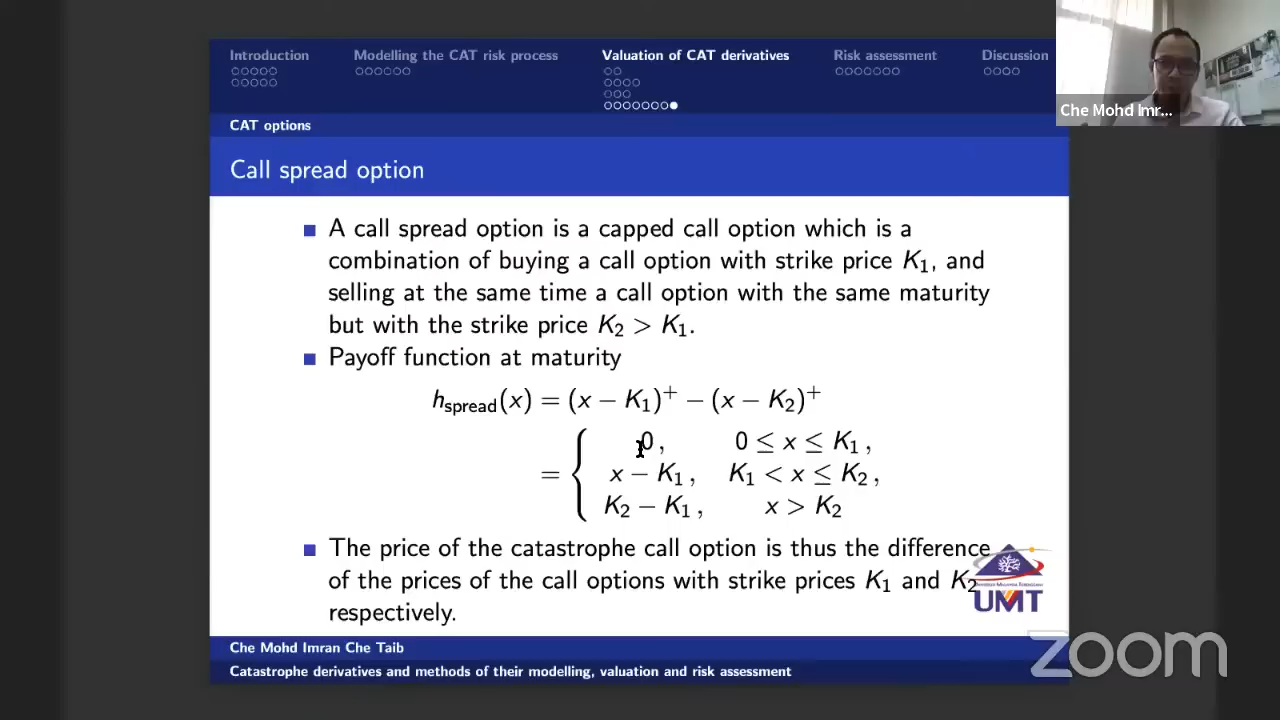 Introduction
Modelling the CAT risk process
Valuation of CAT derivatives
Risk assessment
Discussion
Che Mohd Imr...
CAT options
Call spread option
A call spread option is a capped call option which is a
combination of buying a call option with strike price K₁, and
selling at the same time a call option with the same maturity
but with the strike price K₂ > K₁.
Payoff function at maturity
h_spread(x) = (x − K₁)⁺ − (x − K₂)⁺
= { 0, 0 ≤ x ≤ K₁,
x − K₁, K₁ < x ≤ K₂,
K₂ − K₁, x > K₂
The price of the catastrophe call option is thus the difference
of the prices of the call options with strike prices K₁ and K₂
respectively.
UMT
Che Mohd Imran Che Taib
Catastrophe derivatives and methods of their modelling, valuation and risk assessment
zoom